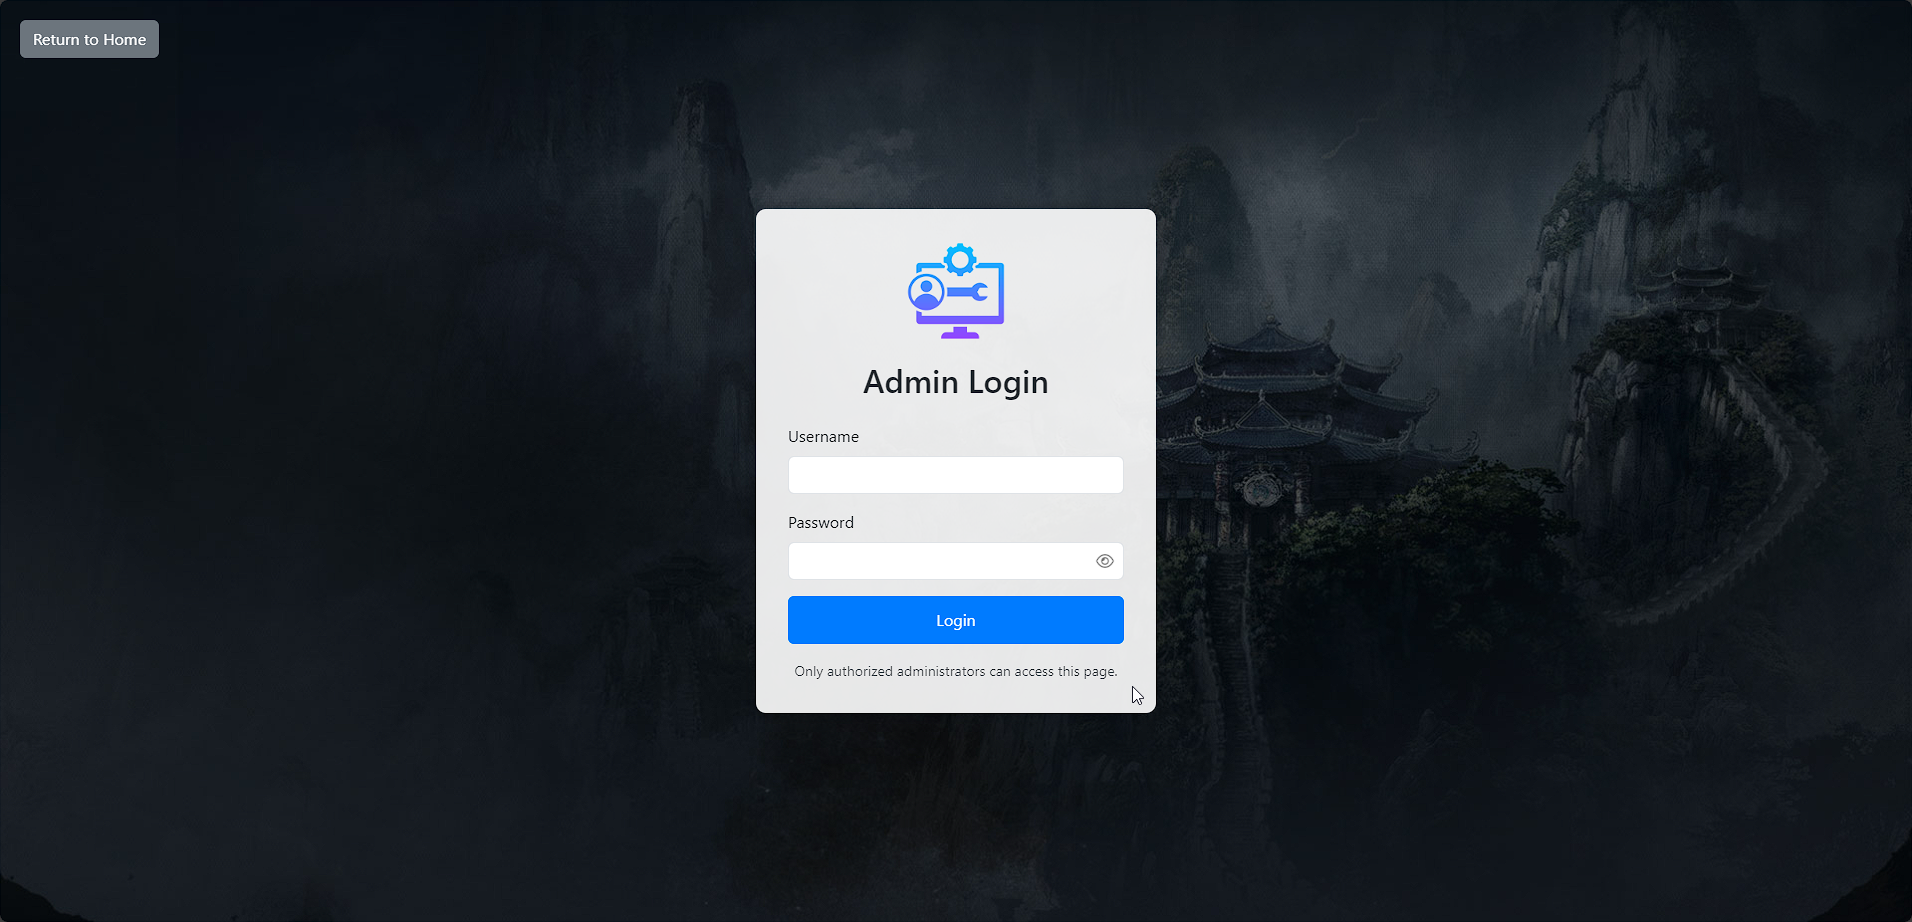 Return to Home
Admin Login
Username
Password
Login
Only authorized administrators can access this page.